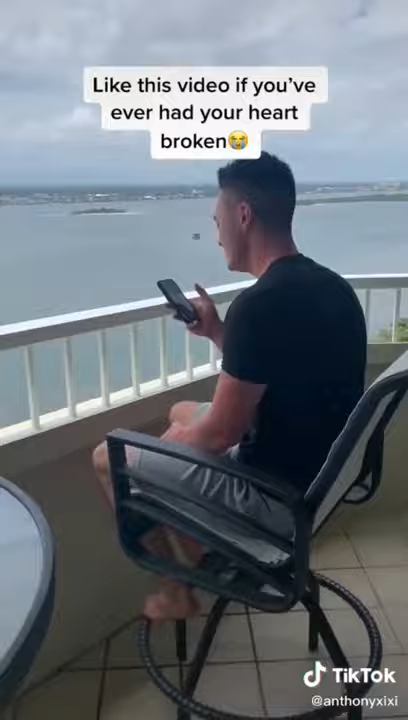 Like this video if you've
ever had your heart
broken😭
TikTok
@anthonyxixi